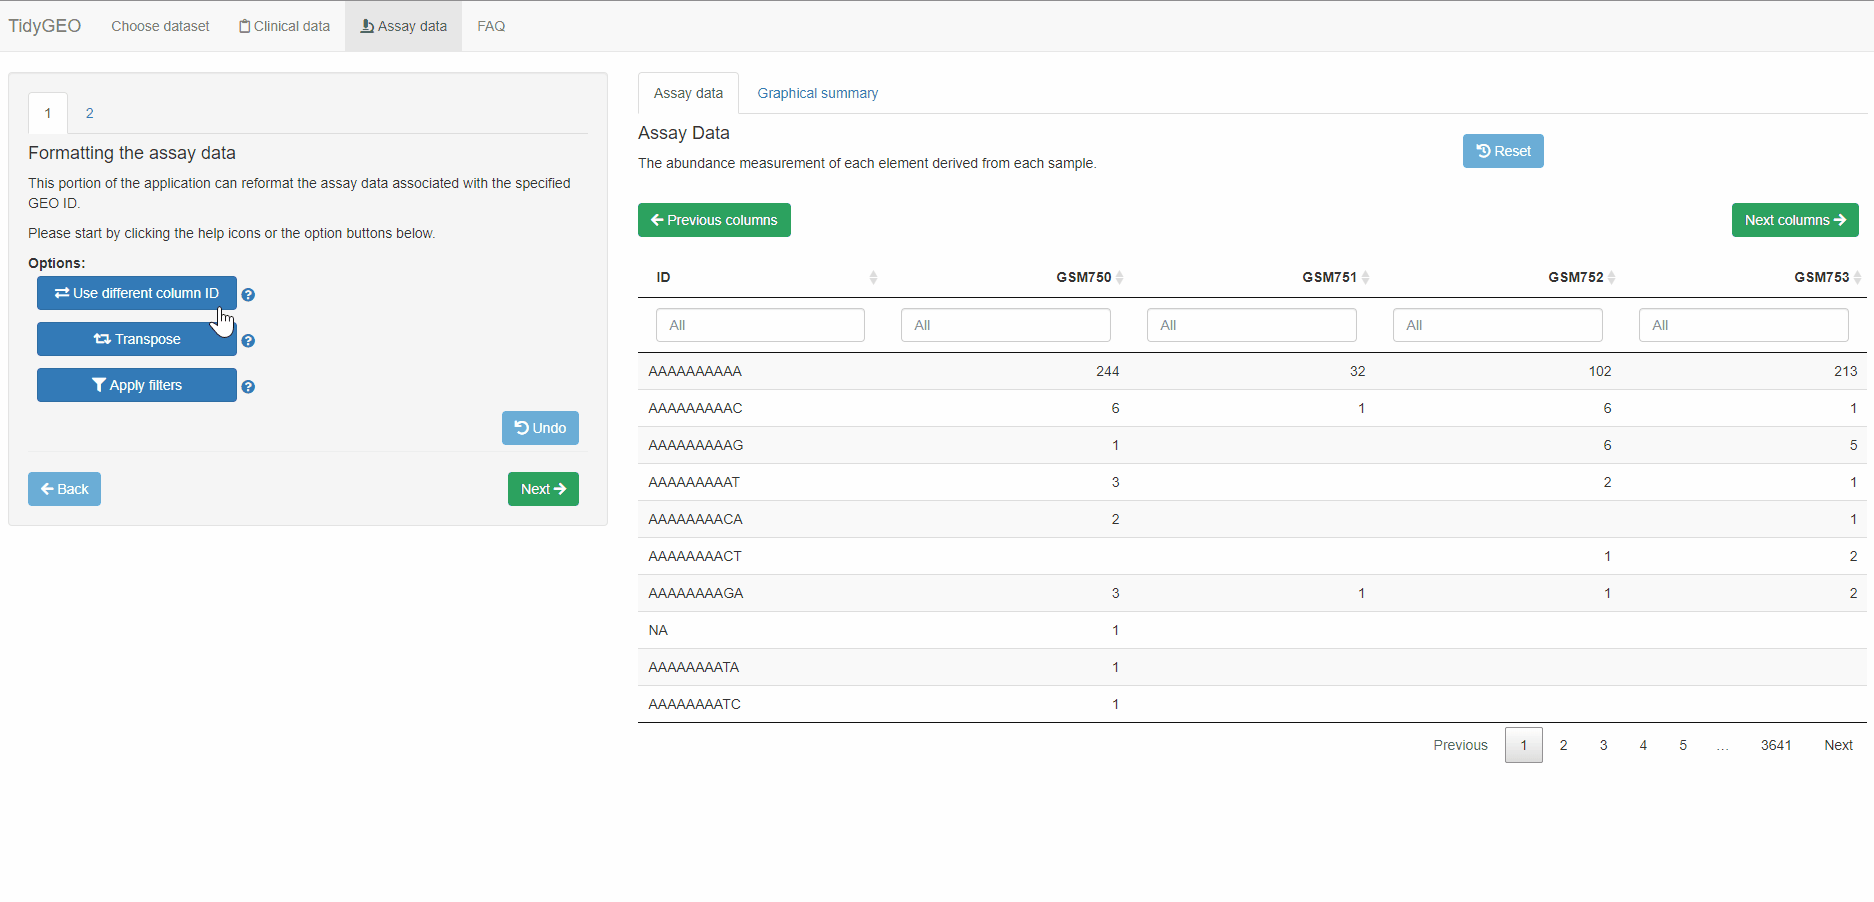 TidyGEO Choose dataset Clinical data Assay data FAQ
1 2
Formatting the assay data
This portion of the application can reformat the assay data associated with the specified
GEO ID.
Please start by clicking the help icons or the option buttons below.
Options:
Use different column ID ?
Transpose ?
Apply filters ?
Undo
Back Next
Assay data Graphical summary
Assay Data
The abundance measurement of each element derived from each sample.
Reset
Previous columns Next columns
ID GSM750 GSM751 GSM752 GSM753
All All All All All
AAAAAAAAAA 244 32 102 213
AAAAAAAAAC 6 1 6 1
AAAAAAAAAG 1 6 5
AAAAAAAAAT 3 2 1
AAAAAAAACA 2 1
AAAAAAAACT 1 2
AAAAAAAAGA 3 1 1 2
NA 1
AAAAAAAATA 1
AAAAAAAATC 1
Previous 1 2 3 4 5 … 3641 Next